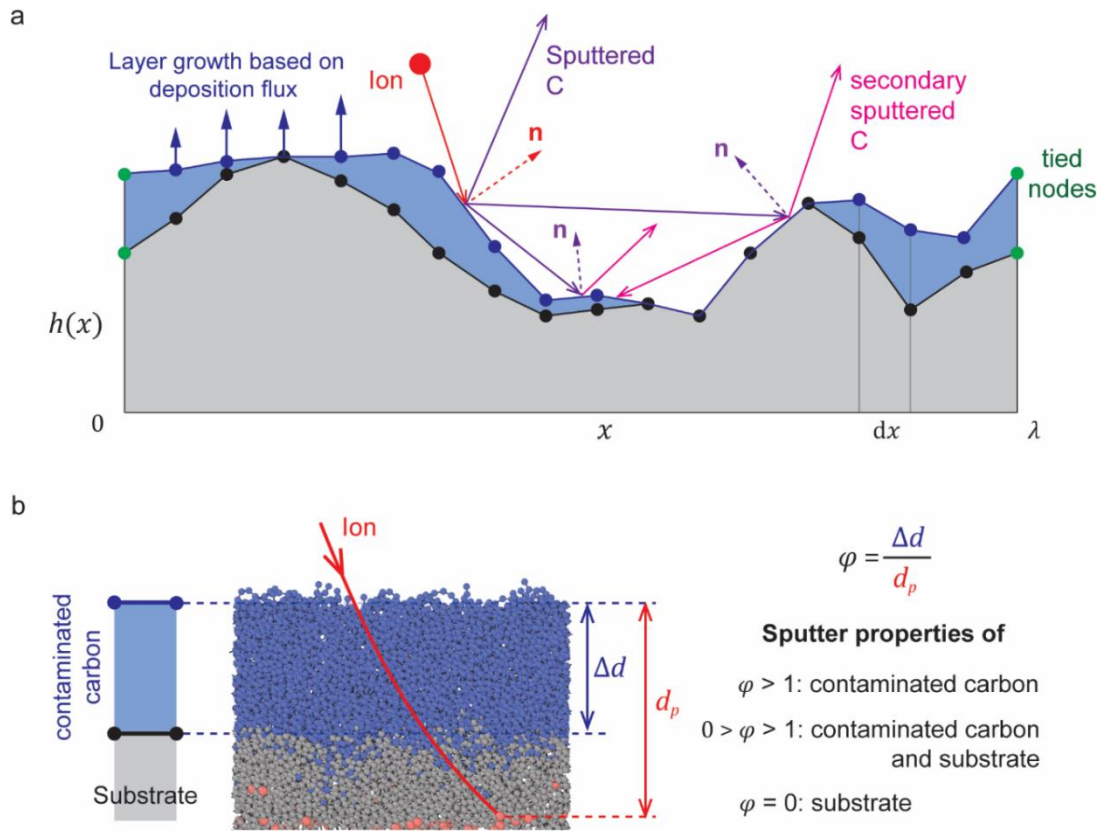 a
Layer growth based on
deposition flux
Ion
Sputtered
C
secondary
sputtered
C
n
n
n
tied
nodes
h(x)
0
x
dx
λ
b
Ion
contaminated
carbon
Substrate
Δd
d_p
φ = Δd / d_p
Sputter properties of
φ > 1: contaminated carbon
0 > φ > 1: contaminated carbon
and substrate
φ = 0: substrate